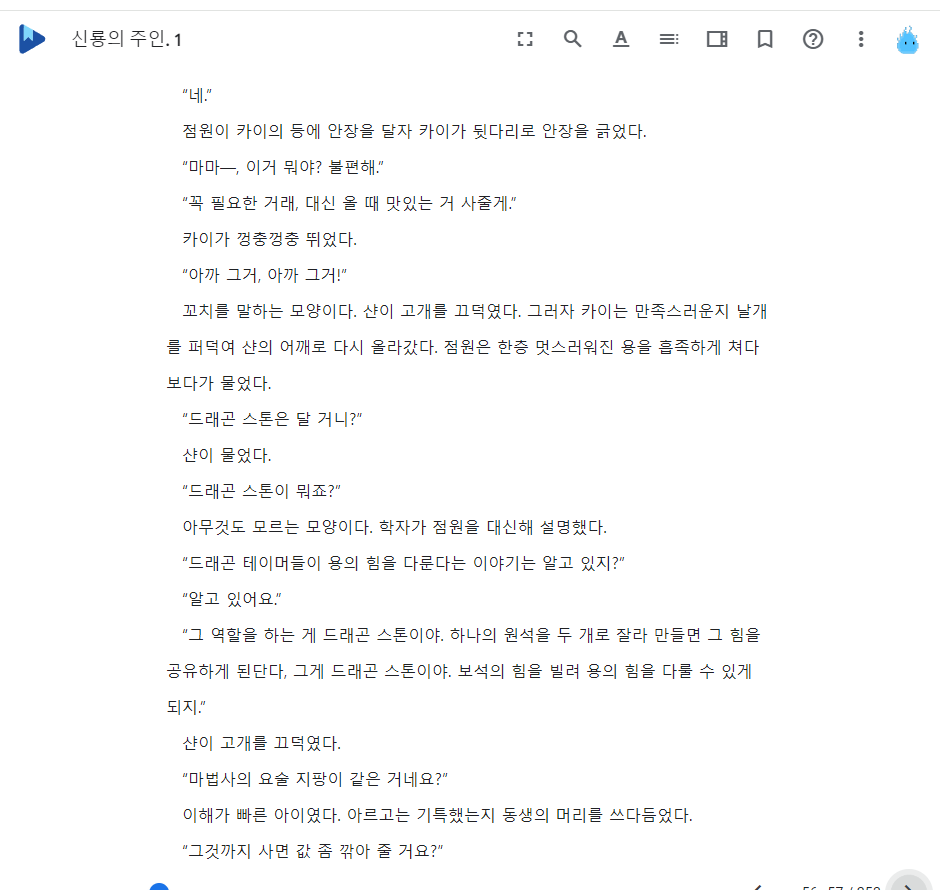 신룡의 주인. 1
“네.”
점원이 카이의 등에 안장을 달자 카이가 뒷다리로 안장을 긁었다.
“마마―, 이거 뭐야? 불편해.”
“꼭 필요한 거래, 대신 올 때 맛있는 거 사줄게.”
카이가 껑충껑충 뛰었다.
“아까 그거, 아까 그거!”
꼬치를 말하는 모양이다. 샨이 고개를 끄덕였다. 그러자 카이는 만족스러운지 날개
를 퍼덕여 샨의 어깨로 다시 올라갔다. 점원은 한층 멋스러워진 용을 흡족하게 쳐다
보다가 물었다.
“드래곤 스톤은 달 거니?”
샨이 물었다.
“드래곤 스톤이 뭐죠?”
아무것도 모르는 모양이다. 학자가 점원을 대신해 설명했다.
“드래곤 테이머들이 용의 힘을 다룬다는 이야기는 알고 있지?”
“알고 있어요.”
“그 역할을 하는 게 드래곤 스톤이야. 하나의 원석을 두 개로 잘라 만들면 그 힘을
공유하게 된단다, 그게 드래곤 스톤이야. 보석의 힘을 빌려 용의 힘을 다룰 수 있게
되지.”
샨이 고개를 끄덕였다.
“마법사의 요술 지팡이 같은 거네요?”
이해가 빠른 아이였다. 아르고는 기특했는지 동생의 머리를 쓰다듬었다.
“그것까지 사면 값 좀 깎아 줄 거요?”